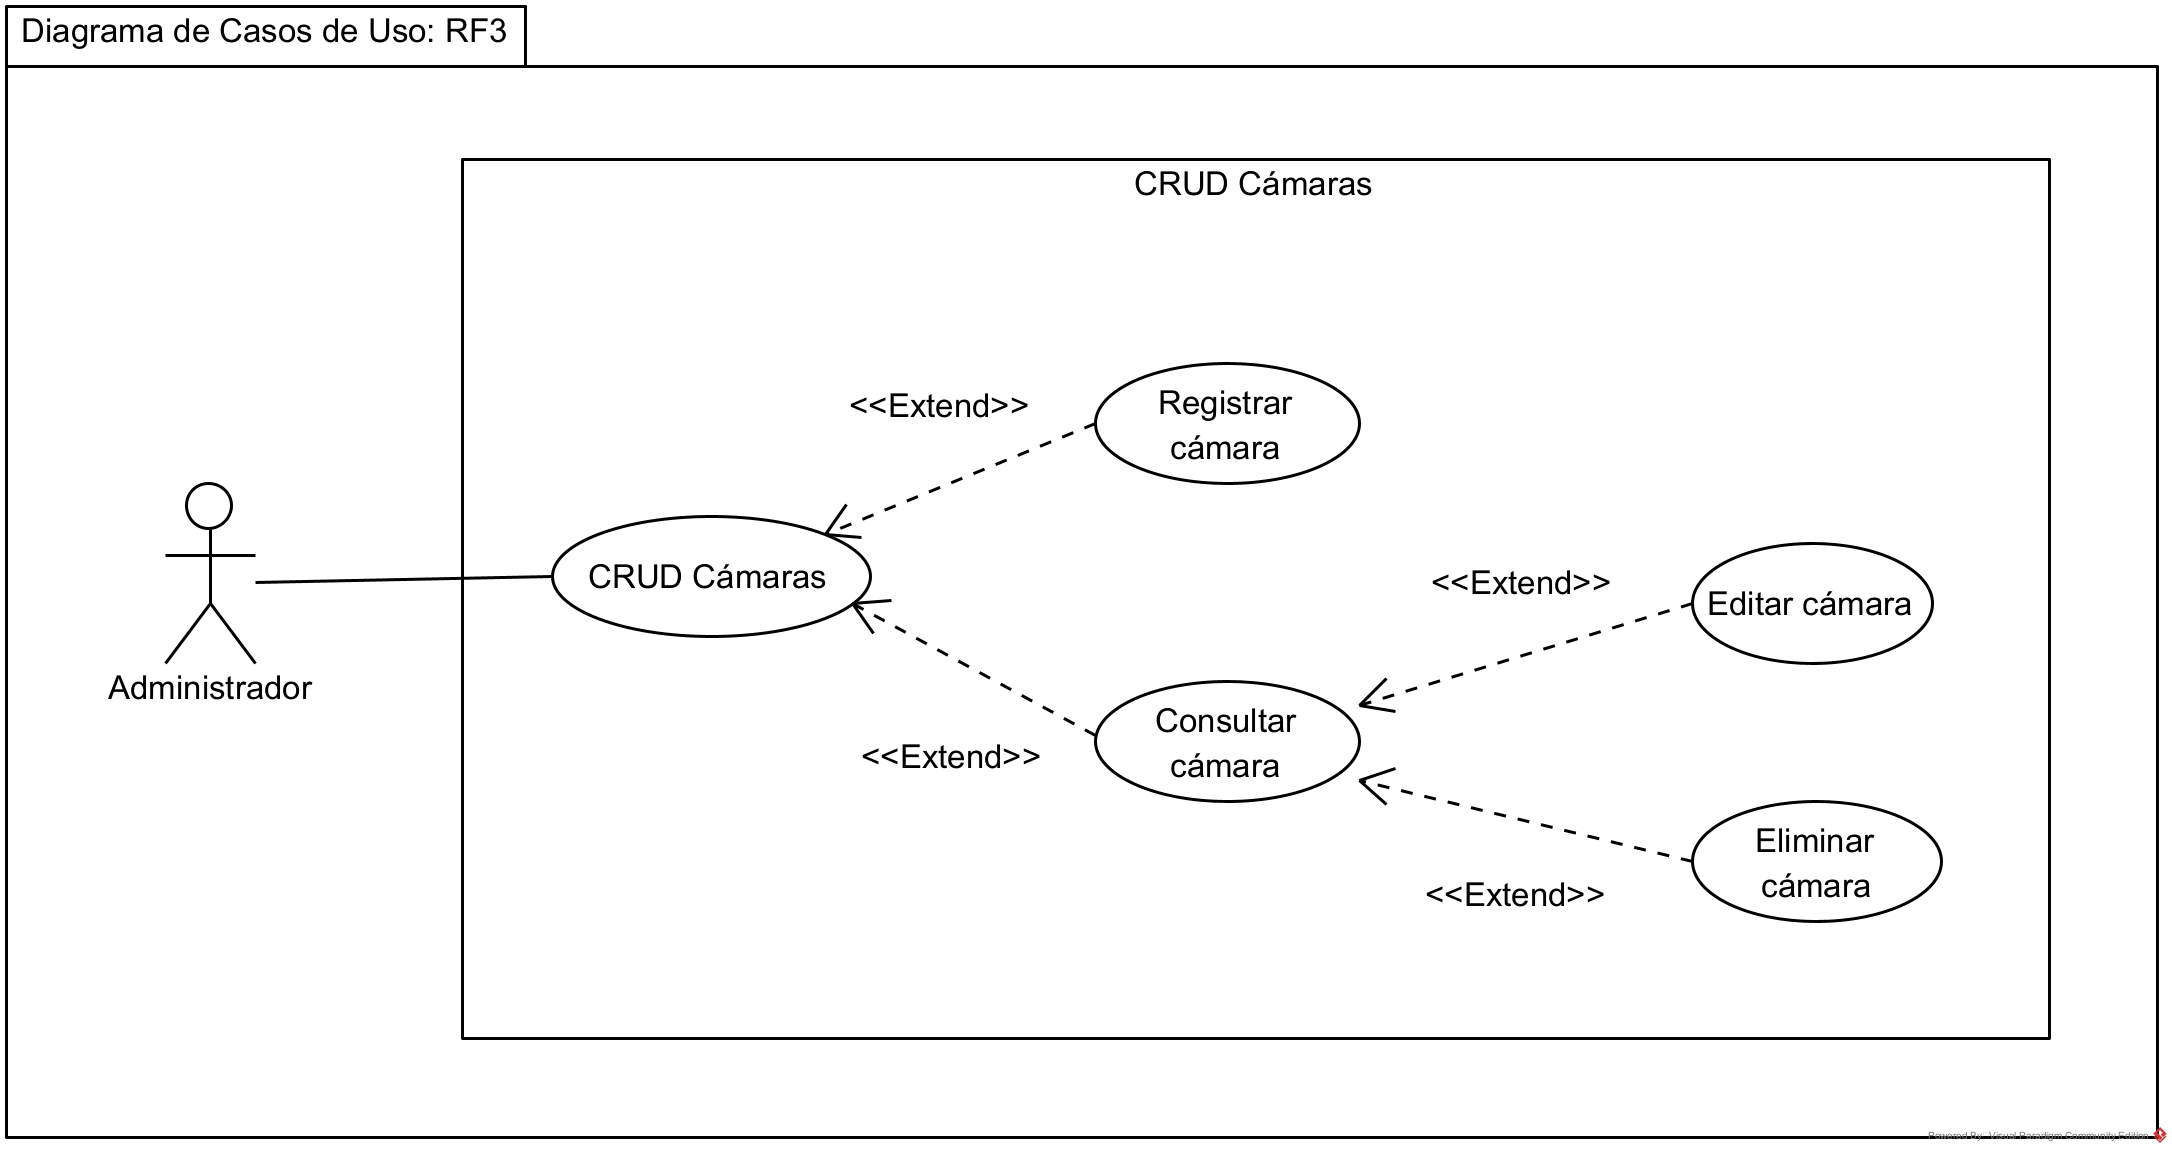 Diagrama de Casos de Uso: RF3
CRUD Cámaras
<<Extend>>
Registrar
cámara
CRUD Cámaras
<<Extend>>
Editar cámara
Administrador
<<Extend>>
Consultar
cámara
<<Extend>>
Eliminar
cámara
Powered By: Visual Paradigm Community Edition